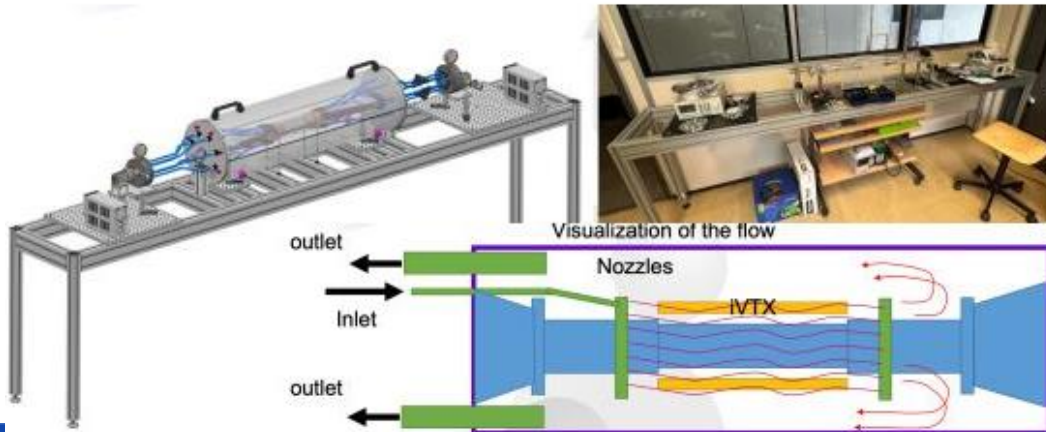 Visualization of the flow
outlet
Nozzles
iVTX
Inlet
outlet